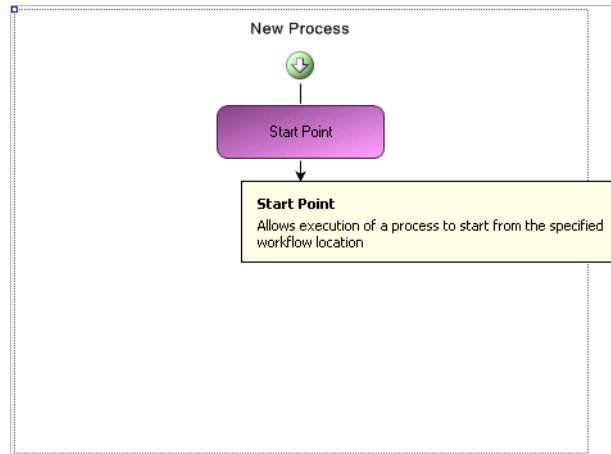 New Process
Start Point
Start Point
Allows execution of a process to start from the specified
workflow location